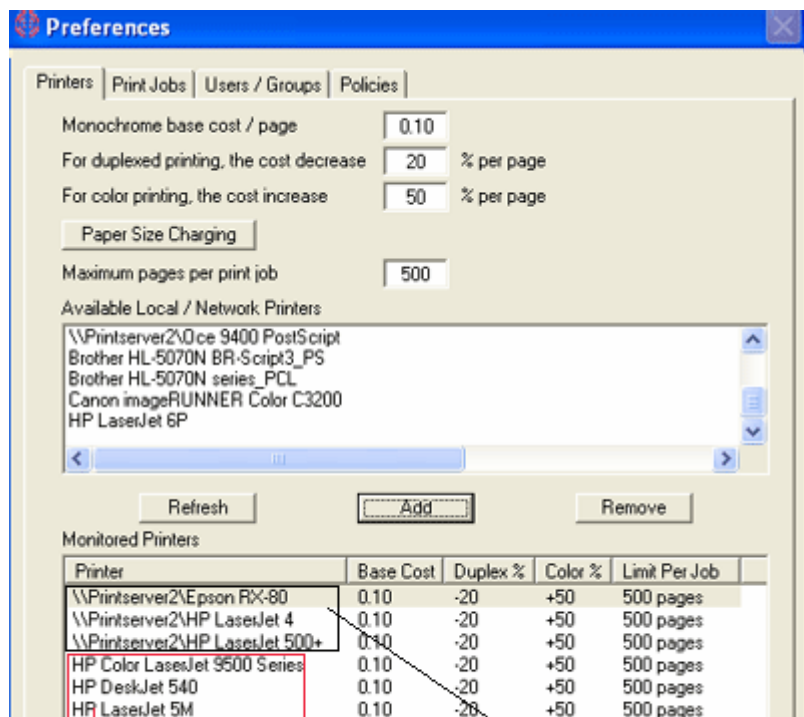 Preferences
Printers Print Jobs Users / Groups Policies
Monochrome base cost / page 0.10
For duplexed printing, the cost decrease 20 % per page
For color printing, the cost increase 50 % per page
Paper Size Charging
Maximum pages per print job 500
Available Local / Network Printers
\\Printserver2\Oce 9400 PostScript
Brother HL-5070N BR-Script3_PS
Brother HL-5070N series_PCL
Canon imageRUNNER Color C3200
HP LaserJet 6P
Refresh Add Remove
Monitored Printers
Printer Base Cost Duplex % Color % Limit Per Job
\\Printserver2\Epson RX-80 0.10 -20 +50 500 pages
\\Printserver2\HP LaserJet 4 0.10 -20 +50 500 pages
\\Printserver2\HP LaserJet 500+ 0.10 -20 +50 500 pages
HP Color LaserJet 9500 Series 0.10 -20 +50 500 pages
HP DeskJet 540 0.10 -20 +50 500 pages
HP LaserJet 5M 0.10 -20 +50 500 pages